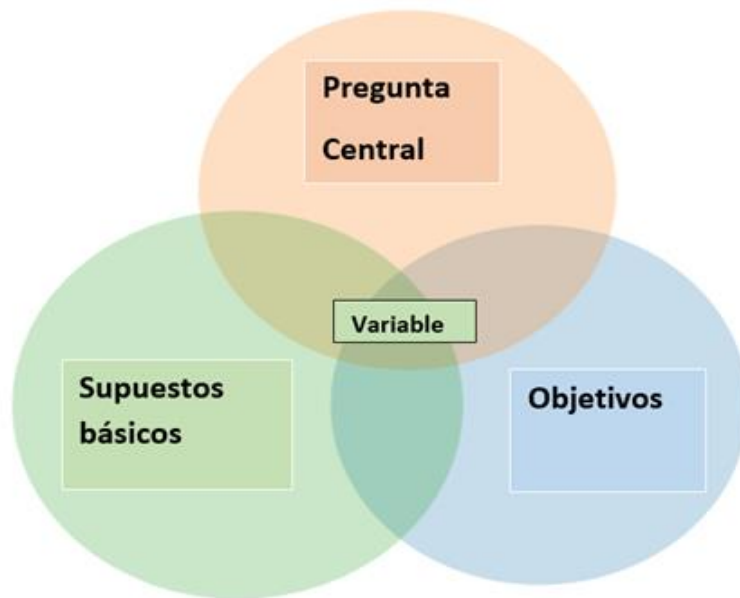 Pregunta
Central
Variable
Supuestos
básicos
Objetivos